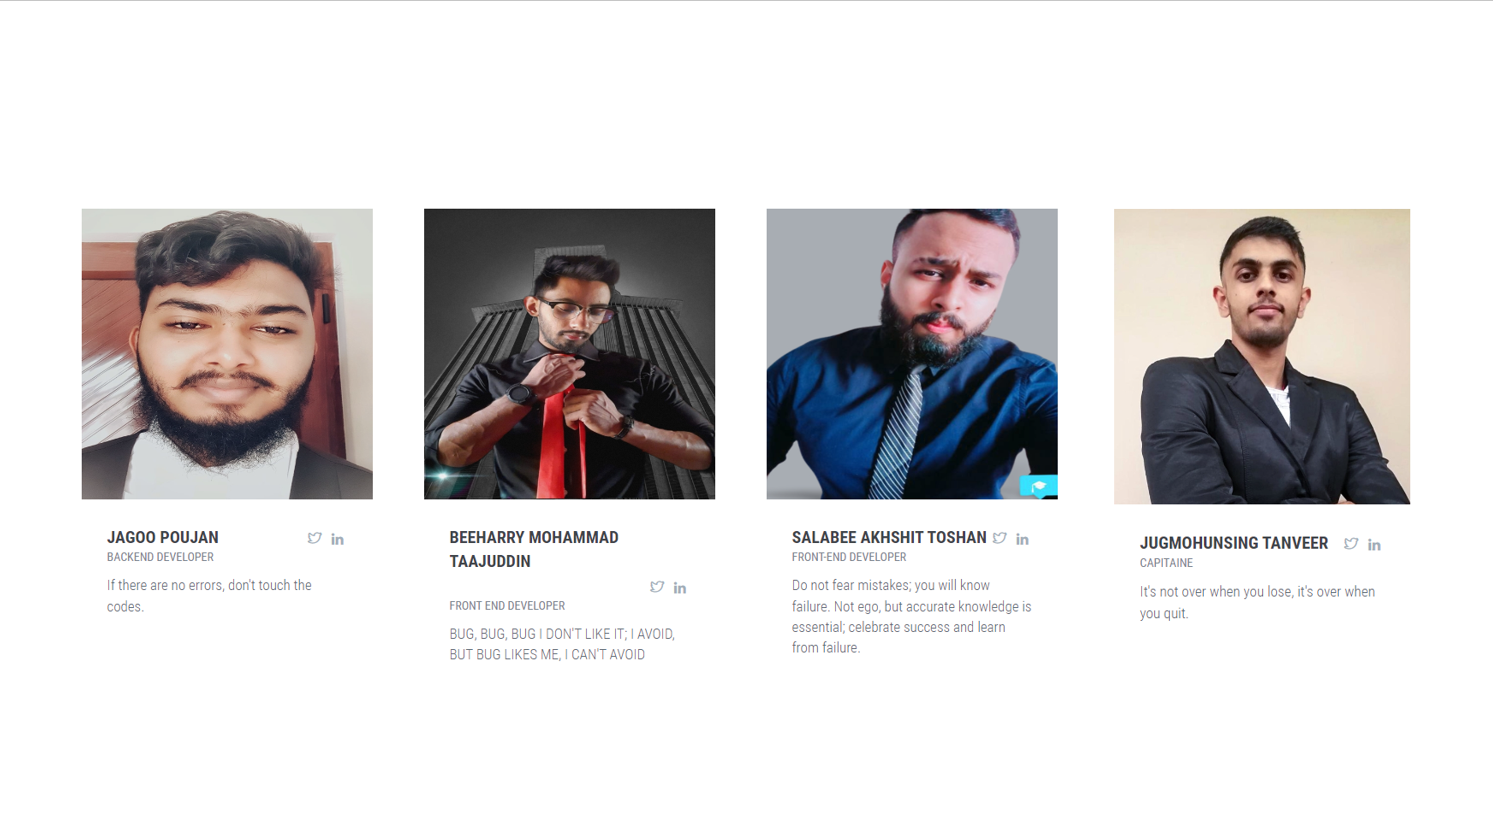 JAGOO POUJAN
BACKEND DEVELOPER
If there are no errors, don't touch the
codes.
BEEHARRY MOHAMMAD
TAAJUDDIN
FRONT END DEVELOPER
BUG, BUG, BUG I DON'T LIKE IT; I AVOID,
BUT BUG LIKES ME, I CAN'T AVOID
SALABEE AKHSHIT TOSHAN
FRONT-END DEVELOPER
Do not fear mistakes; you will know
failure. Not ego, but accurate knowledge is
essential; celebrate success and learn
from failure.
JUGMOHUNSING TANVEER
CAPITAINE
It's not over when you lose, it's over when
you quit.